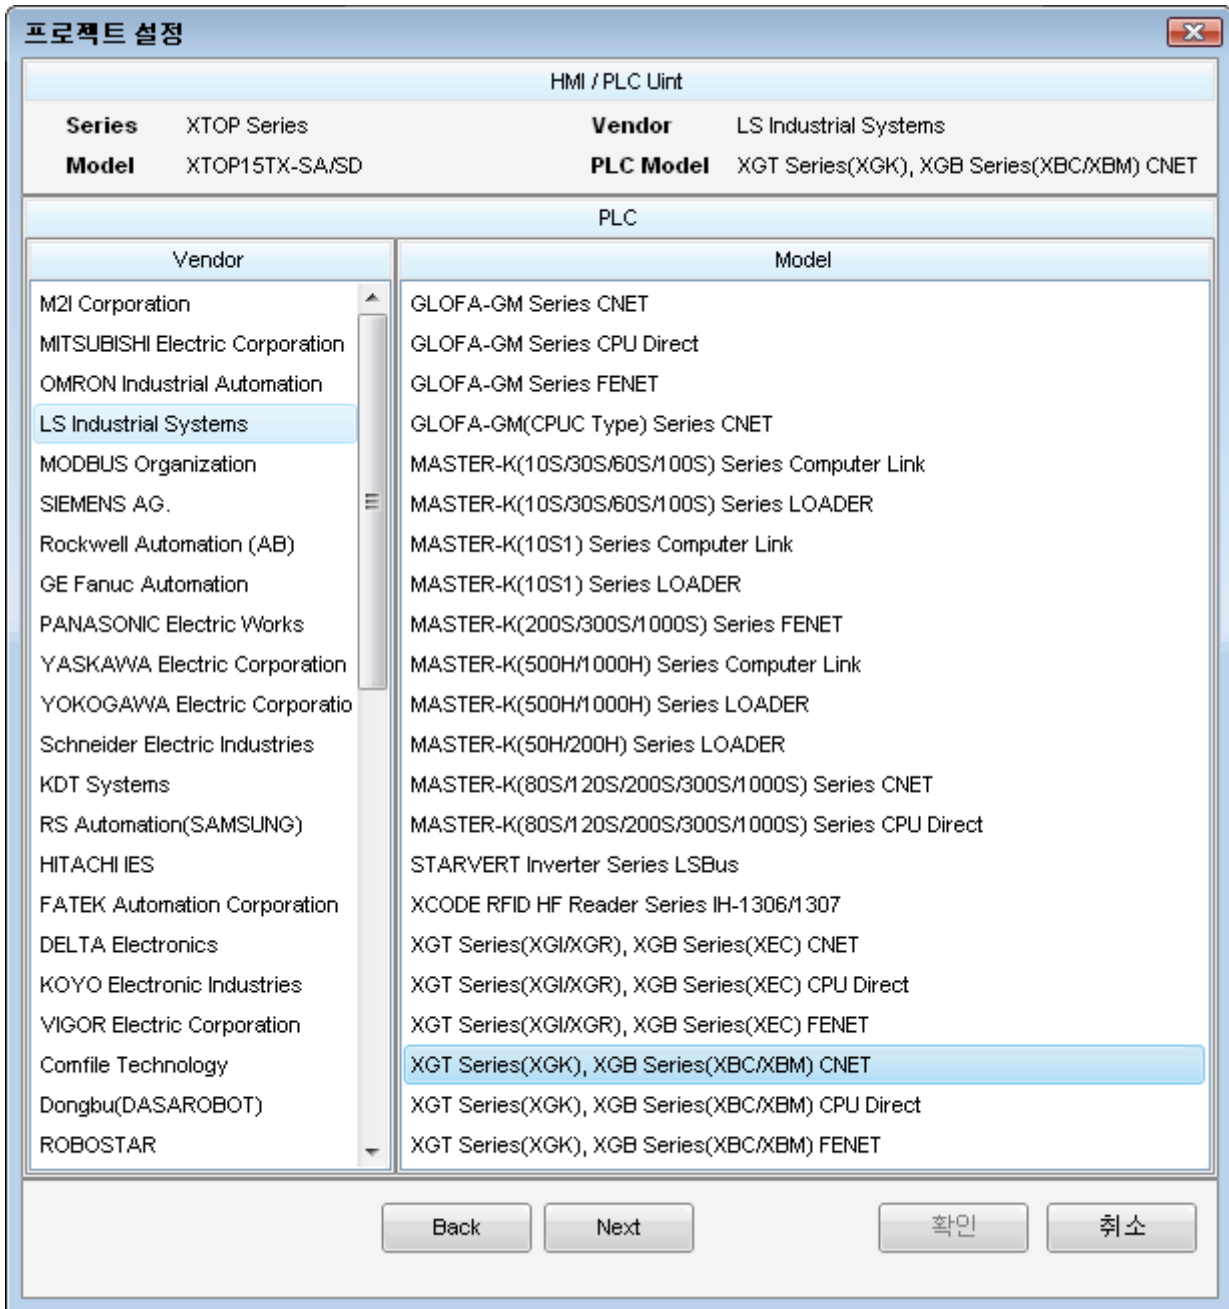 프로젝트 설정
HMI / PLC Uint
Series XTOP Series Vendor LS Industrial Systems
Model XTOP15TX-SA/SD PLC Model XGT Series(XGK), XGB Series(XBC/XBM) CNET
PLC
Vendor
M2I Corporation
MITSUBISHI Electric Corporation
OMRON Industrial Automation
LS Industrial Systems
MODBUS Organization
SIEMENS AG.
Rockwell Automation (AB)
GE Fanuc Automation
PANASONIC Electric Works
YASKAWA Electric Corporation
YOKOGAWA Electric Corporatio
Schneider Electric Industries
KDT Systems
RS Automation(SAMSUNG)
HITACHI IES
FATEK Automation Corporation
DELTA Electronics
KOYO Electronic Industries
VIGOR Electric Corporation
Comfile Technology
Dongbu(DASAROBOT)
ROBOSTAR
Model
GLOFA-GM Series CNET
GLOFA-GM Series CPU Direct
GLOFA-GM Series FENET
GLOFA-GM(CPUC Type) Series CNET
MASTER-K(10S/30S/60S/100S) Series Computer Link
MASTER-K(10S/30S/60S/100S) Series LOADER
MASTER-K(10S1) Series Computer Link
MASTER-K(10S1) Series LOADER
MASTER-K(200S/300S/1000S) Series FENET
MASTER-K(500H/1000H) Series Computer Link
MASTER-K(500H/1000H) Series LOADER
MASTER-K(50H/200H) Series LOADER
MASTER-K(80S/120S/200S/300S/1000S) Series CNET
MASTER-K(80S/120S/200S/300S/1000S) Series CPU Direct
STARVERT Inverter Series LSBus
XCODE RFID HF Reader Series IH-1306/1307
XGT Series(XGI/XGR), XGB Series(XEC) CNET
XGT Series(XGI/XGR), XGB Series(XEC) CPU Direct
XGT Series(XGI/XGR), XGB Series(XEC) FENET
XGT Series(XGK), XGB Series(XBC/XBM) CNET
XGT Series(XGK), XGB Series(XBC/XBM) CPU Direct
XGT Series(XGK), XGB Series(XBC/XBM) FENET
Back Next 확인 취소